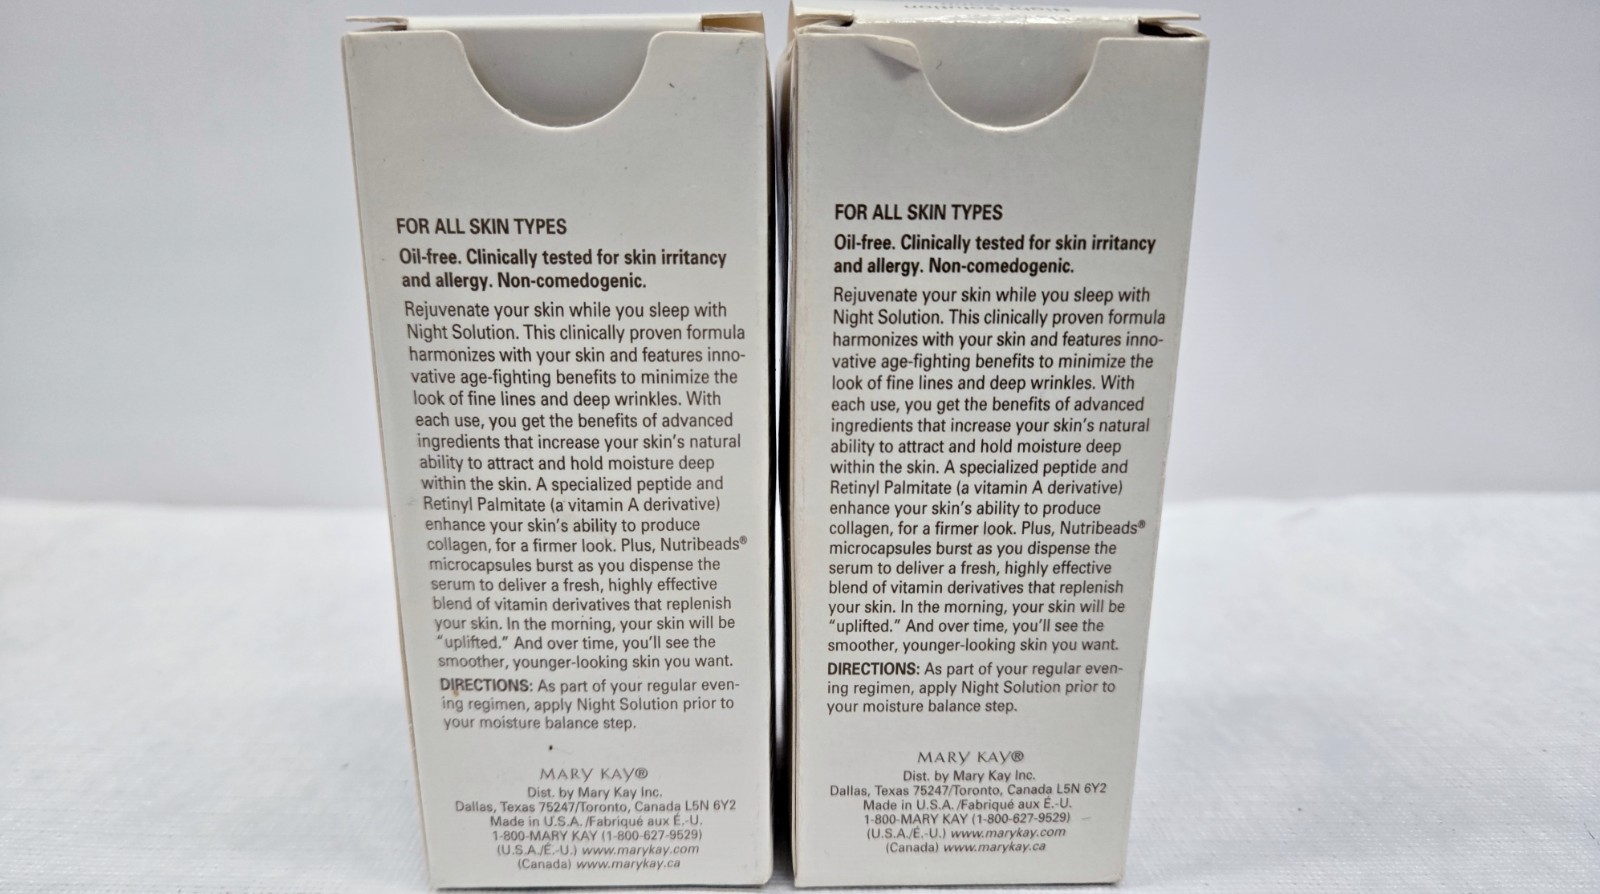 FOR ALL SKIN TYPES
Oil-free. Clinically tested for skin irritancy
and allergy. Non-comedogenic.
Rejuvenate your skin while you sleep with
Night Solution. This clinically proven formula
harmonizes with your skin and features inno-
vative age-fighting benefits to minimize the
look of fine lines and deep wrinkles. With
each use, you get the benefits of advanced
ingredients that increase your skin's natural
ability to attract and hold moisture deep
within the skin. A specialized peptide and
Retinyl Palmitate (a vitamin A derivative)
enhance your skin's ability to produce
collagen, for a firmer look. Plus, Nutribeads®
microcapsules burst as you dispense the
serum to deliver a fresh, highly effective
blend of vitamin derivatives that replenish
your skin. In the morning, your skin will be
"uplifted." And over time, you'll see the
smoother, younger-looking skin you want.
DIRECTIONS: As part of your regular even-
ing regimen, apply Night Solution prior to
your moisture balance step.
MARY KAY®
Dist. by Mary Kay Inc.
Dallas, Texas 75247/Toronto, Canada L5N 6Y2
Made in U.S.A. /Fabriqué aux É.-U.
1-800-MARY KAY (1-800-627-9529)
(U.S.A./É.-U.) www.marykay.com
(Canada) www.marykay.ca
Night Solution
FOR ALL SKIN TYPES
Oil-free. Clinically tested for skin irritancy
and allergy. Non-comedogenic.
Rejuvenate your skin while you sleep with
Night Solution. This clinically proven formula
harmonizes with your skin and features inno-
vative age-fighting benefits to minimize the
look of fine lines and deep wrinkles. With
each use, you get the benefits of advanced
ingredients that increase your skin's natural
ability to attract and hold moisture deep
within the skin. A specialized peptide and
Retinyl Palmitate (a vitamin A derivative)
enhance your skin's ability to produce
collagen, for a firmer look. Plus, Nutribeads®
microcapsules burst as you dispense the
serum to deliver a fresh, highly effective
blend of vitamin derivatives that replenish
your skin. In the morning, your skin will be
"uplifted." And over time, you'll see the
smoother, younger-looking skin you want.
DIRECTIONS: As part of your regular even-
ing regimen, apply Night Solution prior to
your moisture balance step.
MARY KAY®
Dist. by Mary Kay Inc.
Dallas, Texas 75247/Toronto, Canada L5N 6Y2
Made in U.S.A. /Fabriqué aux É.-U.
1-800-MARY KAY (1-800-627-9529)
(U.S.A./É.-U.) www.marykay.com
(Canada) www.marykay.ca